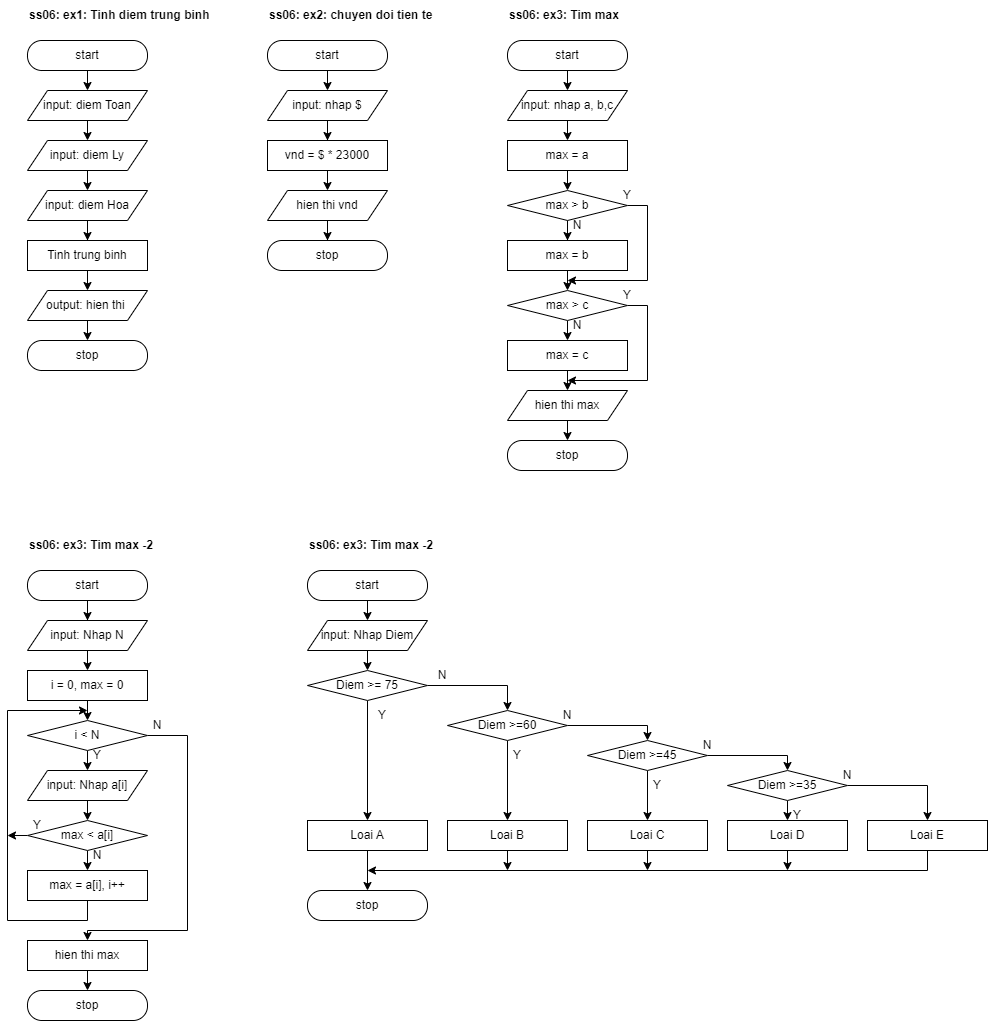 ss06: ex1: Tinh diem trung binh
start
input: diem Toan
input: diem Ly
input: diem Hoa
Tinh trung binh
output: hien thi
stop
ss06: ex2: chuyen doi tien te
start
input: nhap $
vnd = $ * 23000
hien thi vnd
stop
ss06: ex3: Tim max
start
input: nhap a, b,c
max = a
max > b
Y
N
max = b
max > c
Y
N
max = c
hien thi max
stop
ss06: ex3: Tim max -2
start
input: Nhap N
i = 0, max = 0
i < N
N
Y
input: Nhap a[i]
max < a[i]
Y
N
max = a[i], i++
hien thi max
stop
ss06: ex3: Tim max -2
start
input: Nhap Diem
Diem >= 75
N
Y
Diem >=60
N
Y
Diem >=45
N
Y
Diem >=35
N
Y
Loai A
Loai B
Loai C
Loai D
Loai E
stop